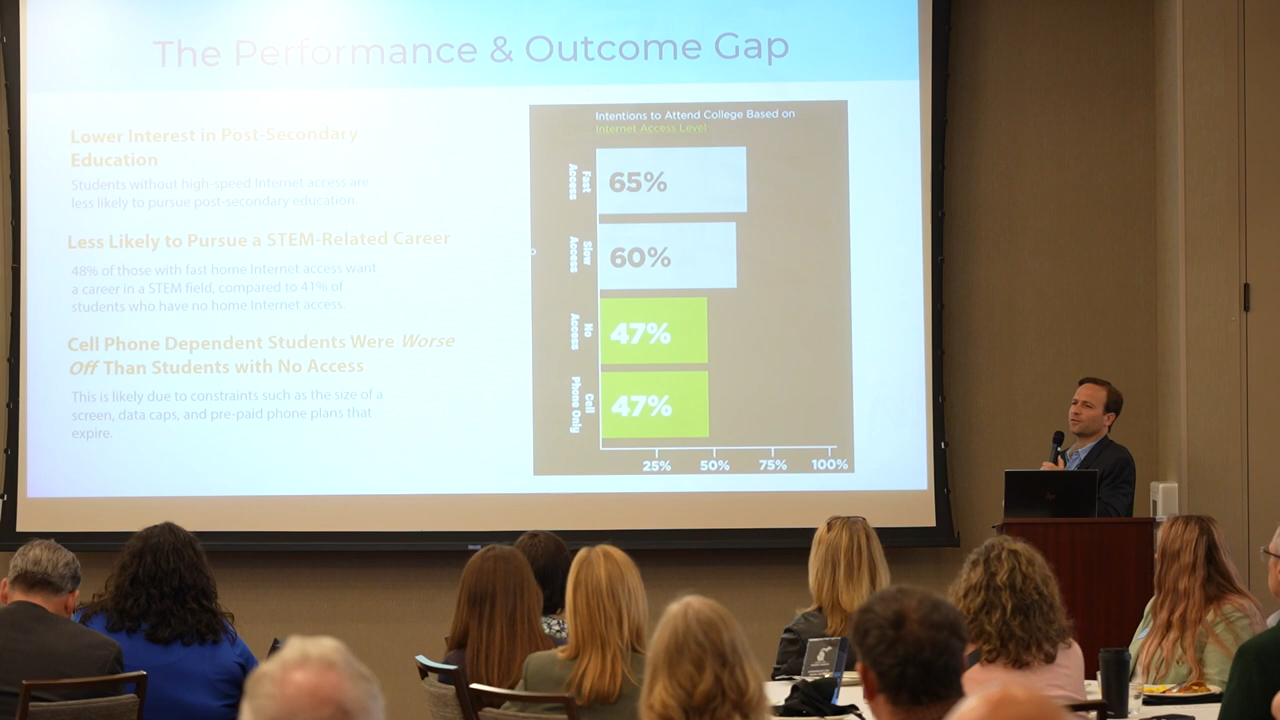 The Performance & Outcome Gap
Lower Interest in Post-Secondary
Education
Students without high-speed Internet access are
less likely to pursue post-secondary education.
Less Likely to Pursue a STEM-Related Career
48% of those with fast home Internet access want
a career in a STEM field, compared to 41% of
students who have no home Internet access.
Cell Phone Dependent Students Were Worse
Off Than Students with No Access
This is likely due to constraints such as the size of a
screen, data caps, and pre-paid phone plans that
expire.
Intentions to Attend College Based on
Internet Access Level
Fast
Access
65%
Slow
Access
60%
No
Access
47%
Cell
Phone Only
47%
25% 50% 75% 100%